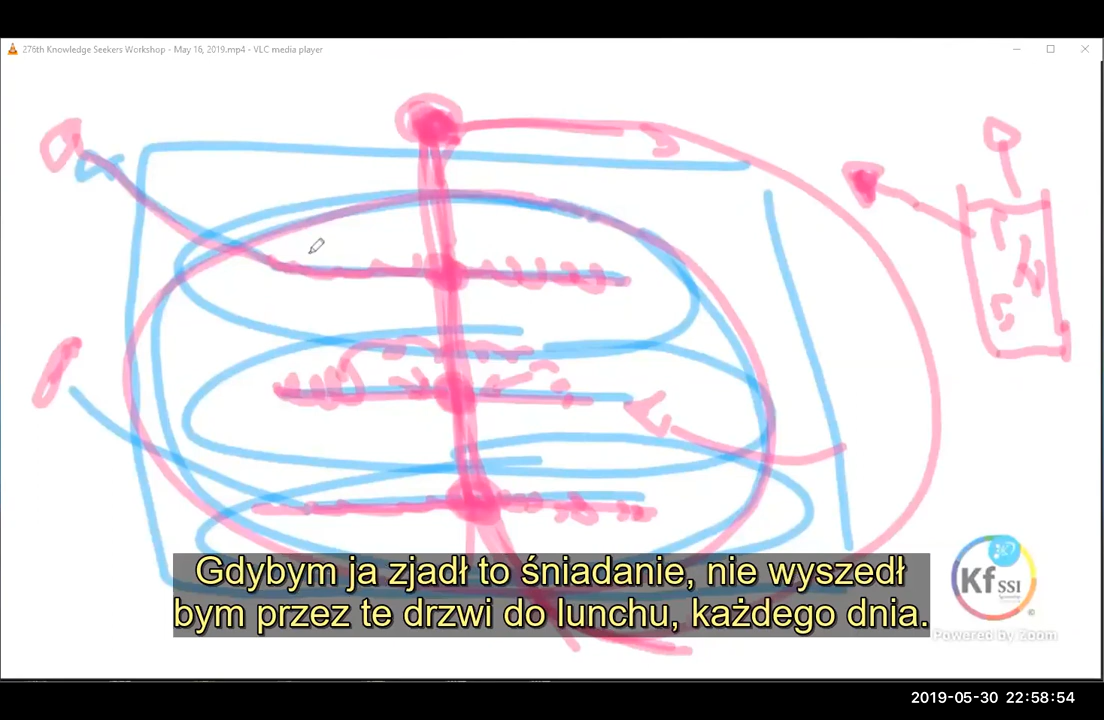 276th Knowledge Seekers Workshop - May 16, 2019.mp4 - VLC media player
Gdybym ja zjadł to śniadanie, nie wyszedł
bym przez te drzwi do lunchu, każdego dnia.
Kf SSI
Powered by Zoom
2019-05-30 22:58:54